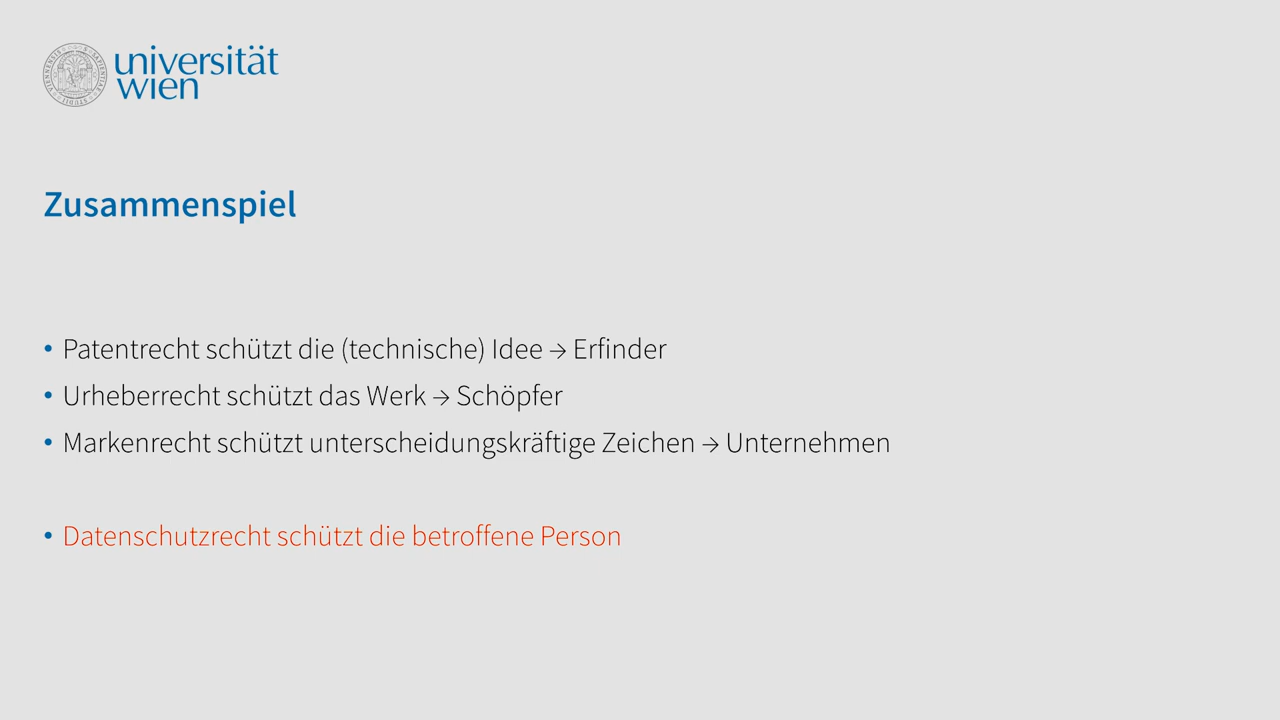 universität
wien
Zusammenspiel
• Patentrecht schützt die (technische) Idee → Erfinder
• Urheberrecht schützt das Werk → Schöpfer
• Markenrecht schützt unterscheidungskräftige Zeichen → Unternehmen
• Datenschutzrecht schützt die betroffene Person